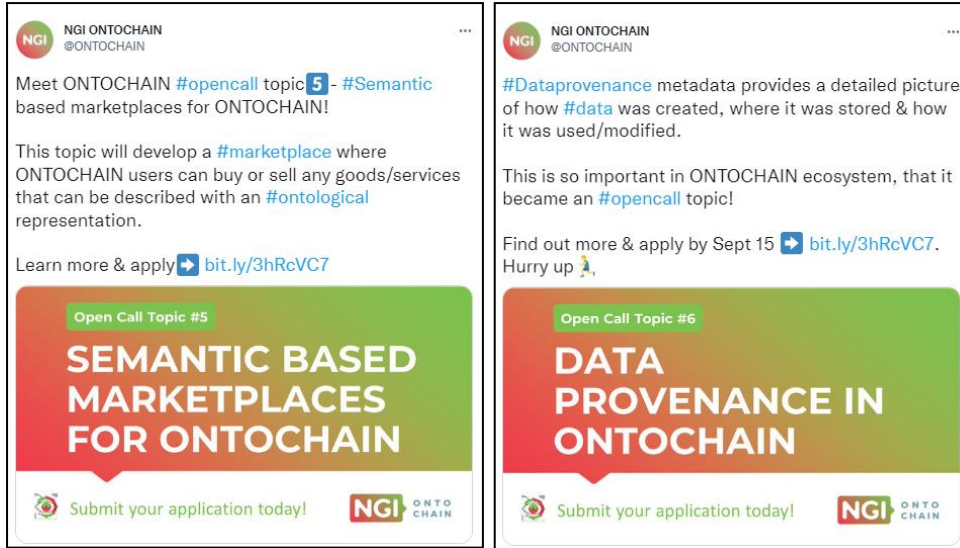 NGI ONTOCHAIN
@ONTOCHAIN
Meet ONTOCHAIN #opencall topic 5️⃣ - #Semantic
based marketplaces for ONTOCHAIN!
This topic will develop a #marketplace where
ONTOCHAIN users can buy or sell any goods/services
that can be described with an #ontological
representation.
Learn more & apply ➡️ bit.ly/3hRcVC7
Open Call Topic #5
SEMANTIC BASED
MARKETPLACES
FOR ONTOCHAIN
Submit your application today!
NGI ONTO
CHAIN
NGI
NGI ONTOCHAIN
@ONTOCHAIN
#Dataprovenance metadata provides a detailed picture
of how #data was created, where it was stored & how
it was used/modified.
This is so important in ONTOCHAIN ecosystem, that it
became an #opencall topic!
Find out more & apply by Sept 15 ➡️ bit.ly/3hRcVC7.
Hurry up 🏃
Open Call Topic #6
DATA
PROVENANCE IN
ONTOCHAIN
Submit your application today!
NGI ONTO
CHAIN
NGI